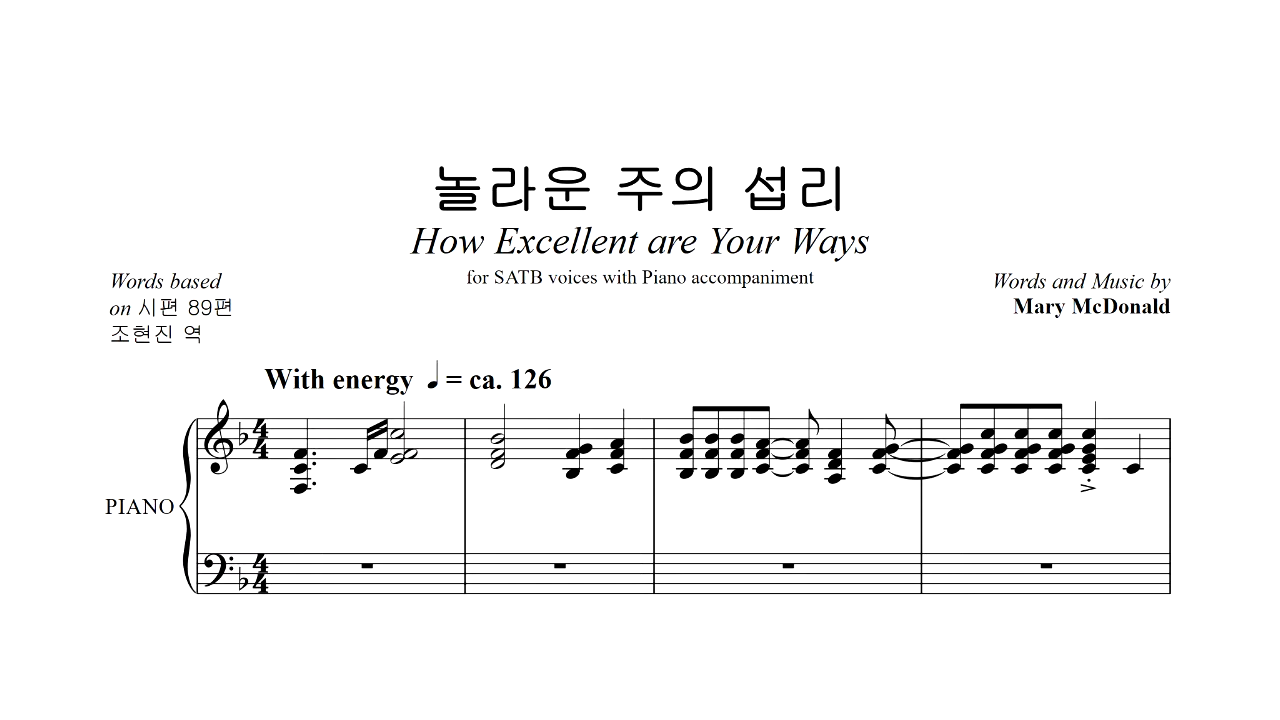 놀라운 주의 섭리
How Excellent are Your Ways
for SATB voices with Piano accompaniment
Words based
on 시편 89편
조현진 역
Words and Music by
Mary McDonald
With energy ♩ = ca. 126
PIANO